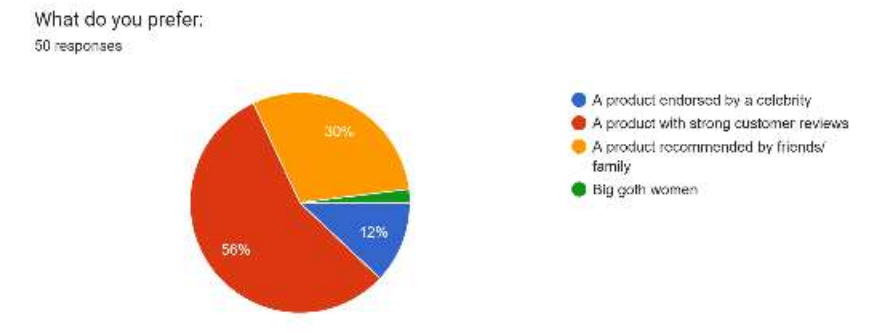 What do you prefer:
50 responses
30%
12%
56%
A product endorsed by a celebrity
A product with strong customer reviews
A product recommended by friends/
family
Big goth women